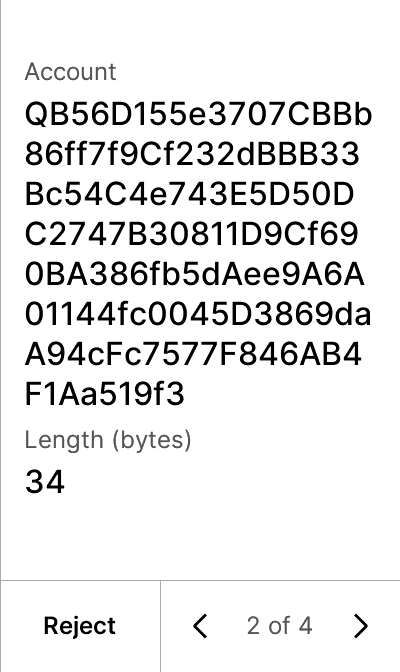 Account
QB56D155e3707CBBb
86ff7f9Cf232dBBB33
Bc54C4e743E5D50D
C2747B30811D9Cf69
0BA386fb5dAee9A6A
01144fc0045D3869da
A94cFc7577F846AB4
F1Aa519f3
Length (bytes)
34
Reject
2 of 4